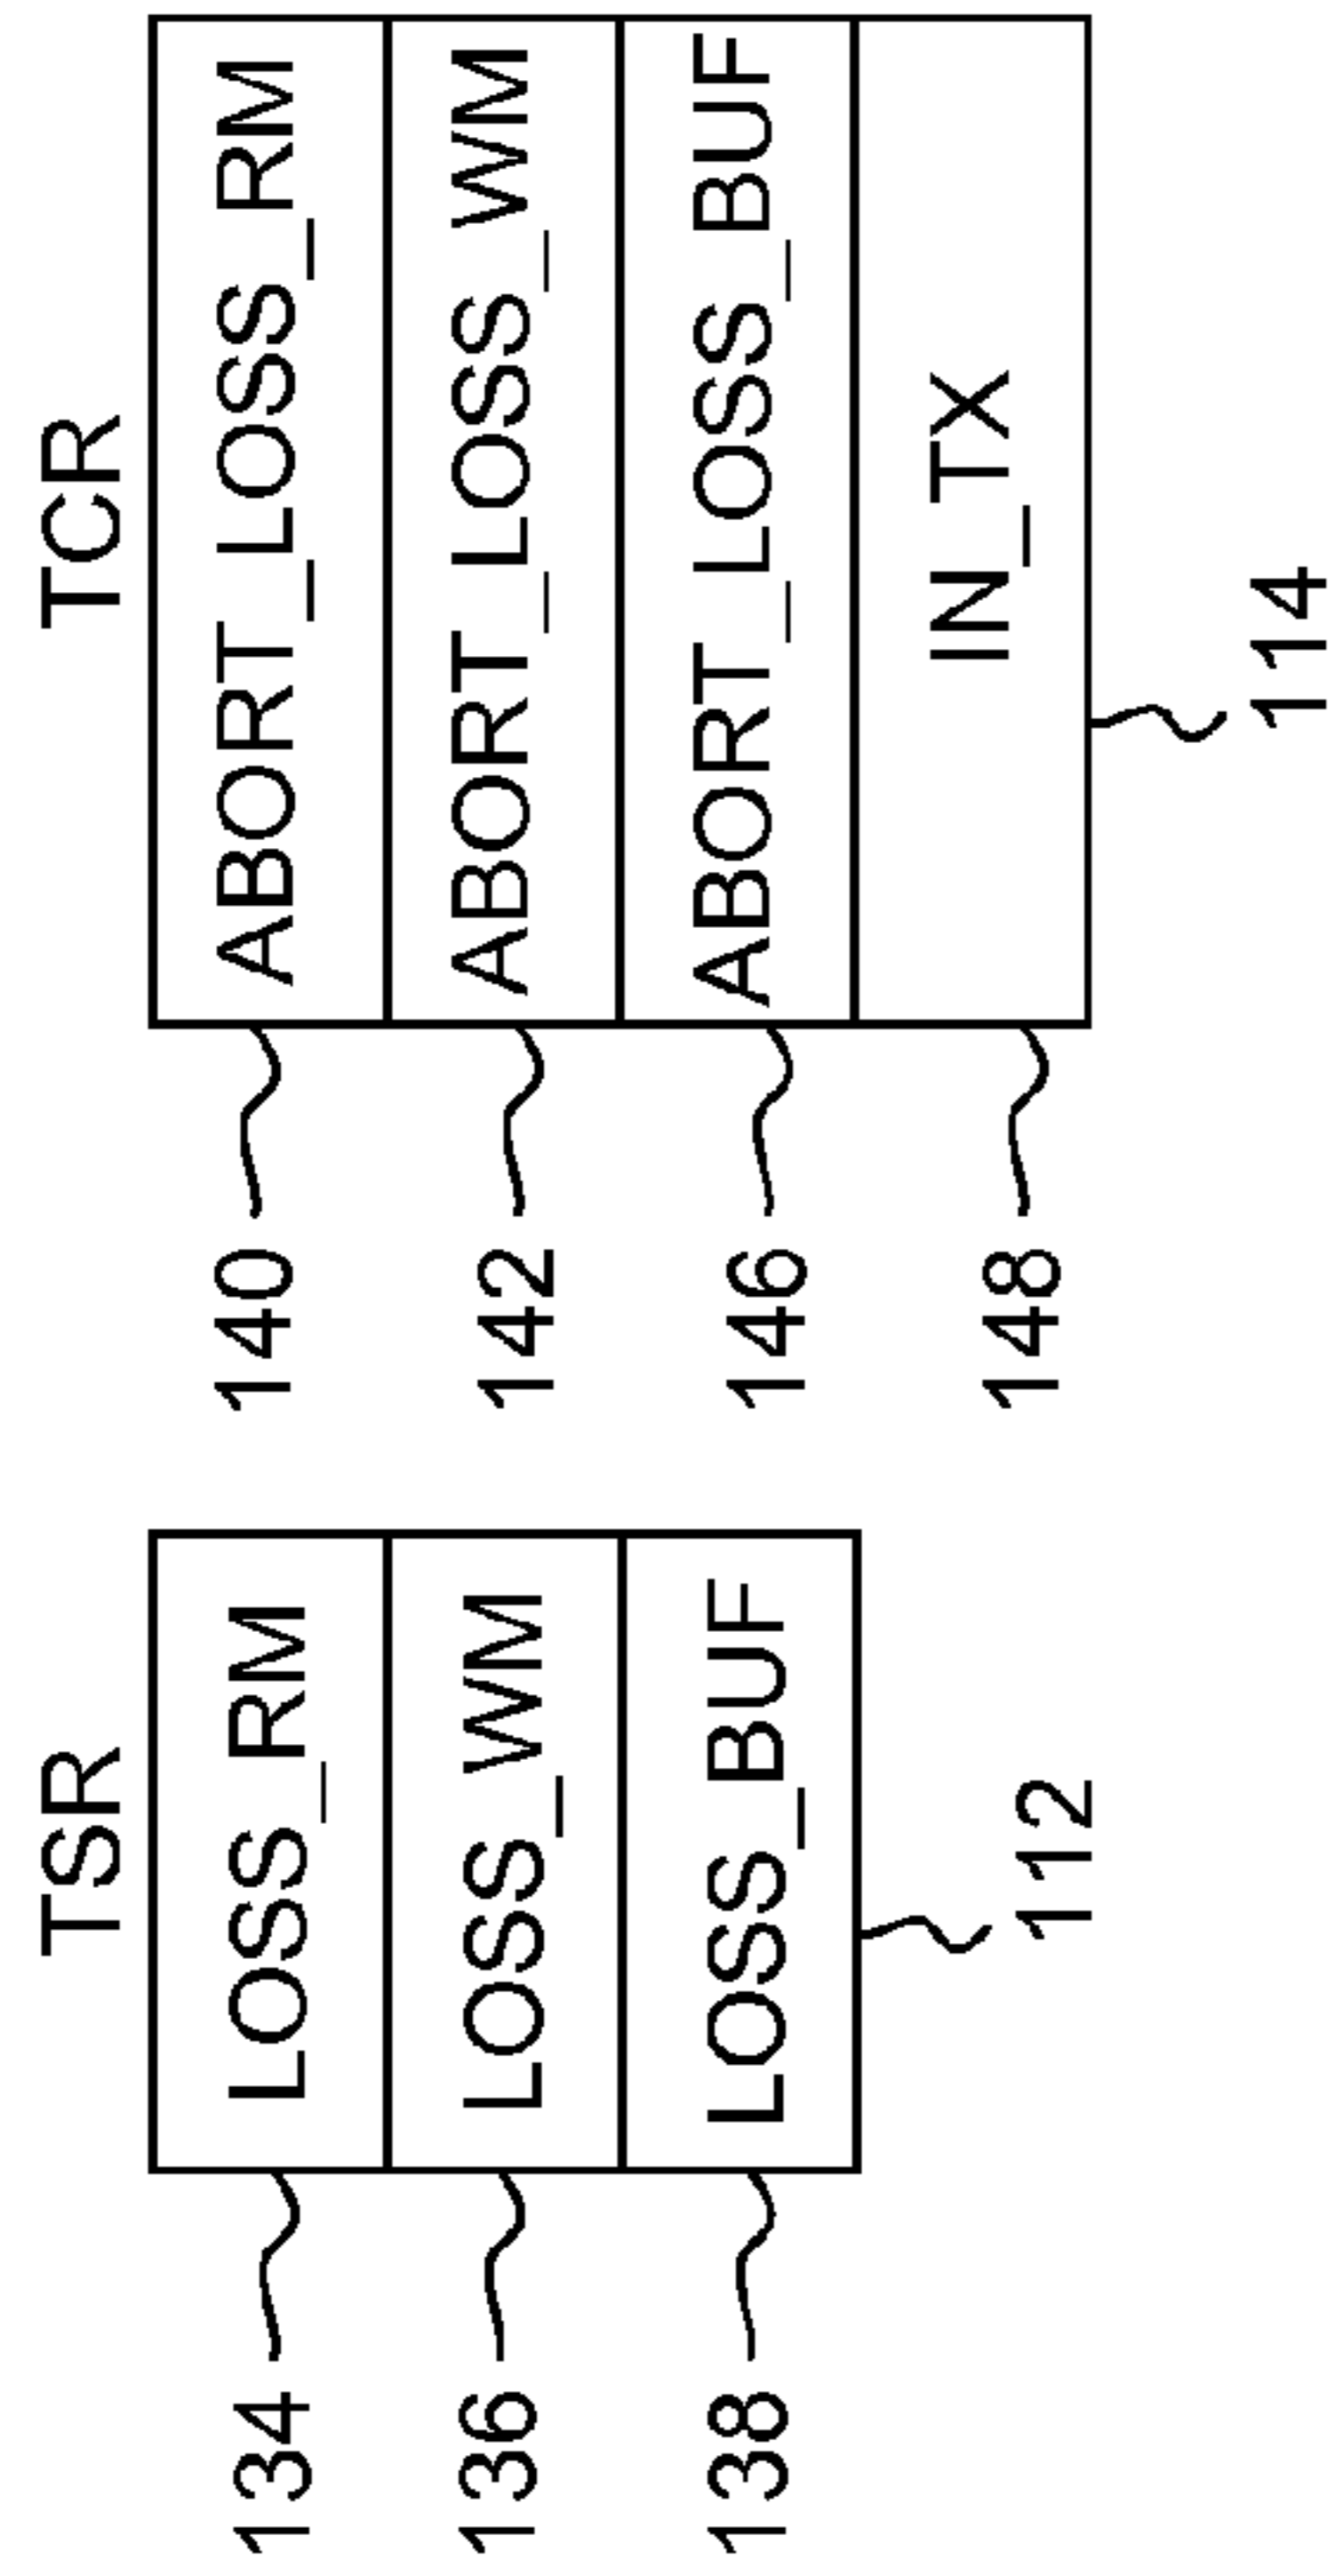 TSR
134
LOSS_RM
136
LOSS_WM
138
LOSS_BUF
112
TCR
140
ABORT_LOSS_RM
142
ABORT_LOSS_WM
146
ABORT_LOSS_BUF
148
IN_TX
114